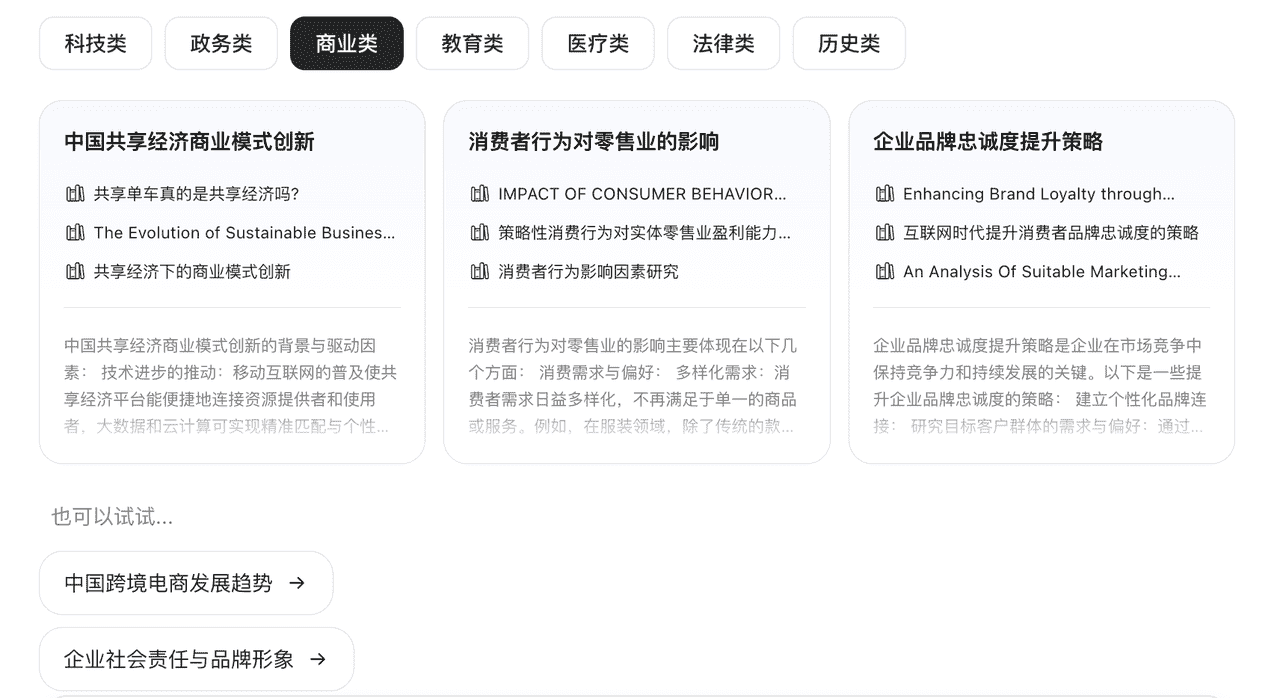 科技类
政务类
商业类
教育类
医疗类
法律类
历史类
中国共享经济商业模式创新
共享单车真的是共享经济吗?
The Evolution of Sustainable Busines...
共享经济下的商业模式创新
中国共享经济商业模式创新的背景与驱动因
素： 技术进步的推动：移动互联网的普及使共
享经济平台能便捷地连接资源提供者和使用
者。大数据和云计算可实现精准匹配与个性...
消费者行为对零售业的影响
IMPACT OF CONSUMER BEHAVIOR...
策略性消费行为对实体零售业盈利能力...
消费者行为影响因素研究
消费者行为对零售业的影响主要体现在以下几
个方面： 消费需求与偏好： 多样化需求：消
费者需求日益多样化，不再满足于单一的商品
或服务。例如，在服装领域，除了传统的款...
企业品牌忠诚度提升策略
Enhancing Brand Loyalty through...
互联网时代提升消费者品牌忠诚度的策略
An Analysis Of Suitable Marketing...
企业品牌忠诚度提升策略是企业在市场竞争中
保持竞争力和持续发展的关键。以下是一些提
升企业品牌忠诚度的策略： 建立个性化品牌连
接： 研究目标客户群体的需求与偏好：通过...
也可以试试...
中国跨境电商发展趋势 →
企业社会责任与品牌形象 →